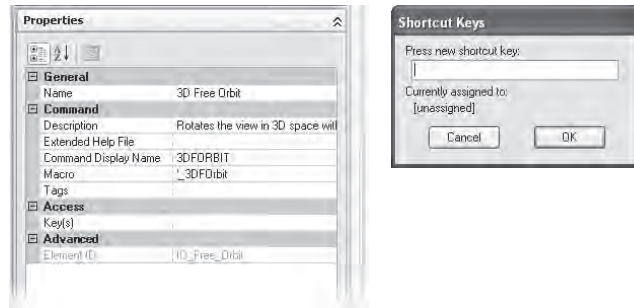 Properties
General
Name 3D Free Orbit
Command
Description Rotates the view in 3D space witl
Extended Help File
Command Display Name 3DFORBIT
Macro '_3DFOrbit
Tags
Access
Key(s)
Advanced
Element ID ID_Free_Orbit
Shortcut Keys
Press new shortcut key:
Currently assigned to:
[unassigned]
Cancel OK